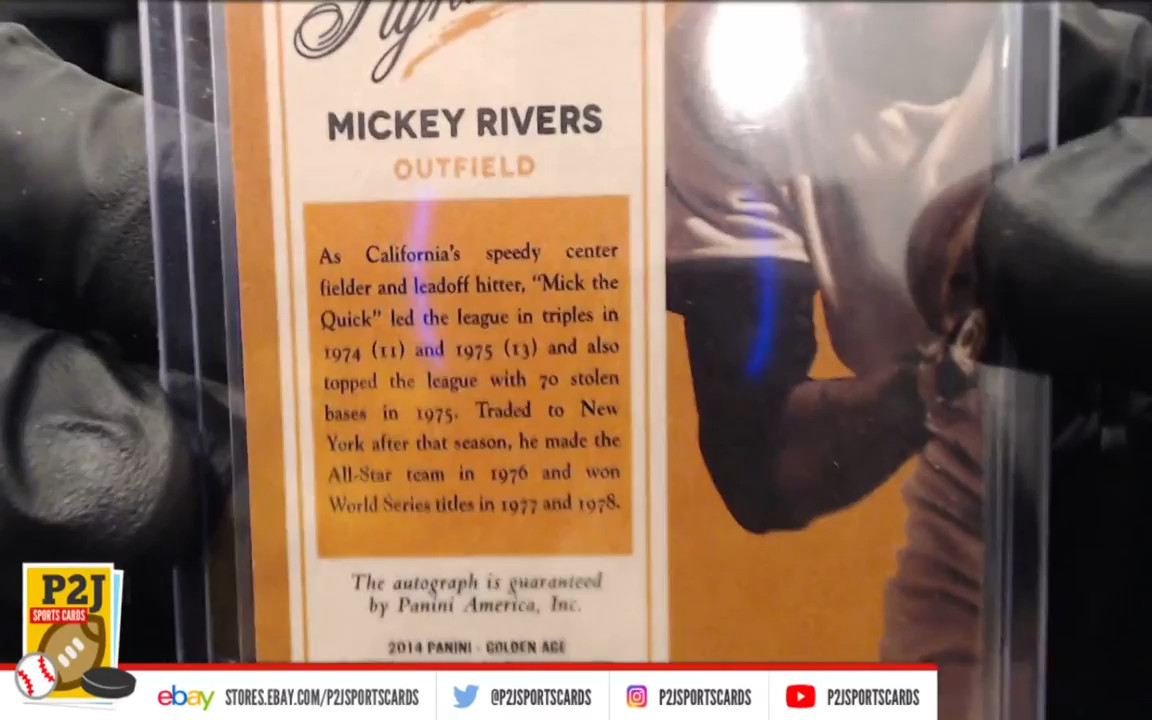 MICKEY RIVERS
OUTFIELD
As California's speedy center
fielder and leadoff hitter, "Mick the
Quick" led the league in triples in
1974 (11) and 1975 (13) and also
topped the league with 70 stolen
bases in 1975. Traded to New
York after that season, he made the
All-Star team in 1976 and won
World Series titles in 1977 and 1978.
The autograph is guaranteed
by Panini America, Inc.
2014 PANINI - GOLDEN AGE
P2J
SPORTS CARDS
ebay STORES.EBAY.COM/P2JSPORTSCARDS
@P2JSPORTSCARDS
P2JSPORTSCARDS
P2JSPORTSCARDS